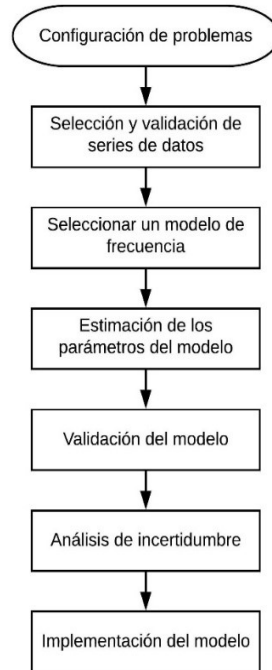 Configuración de problemas
Selección y validación de
series de datos
Seleccionar un modelo de
frecuencia
Estimación de los
parámetros del modelo
Validación del modelo
Análisis de incertidumbre
Implementación del modelo